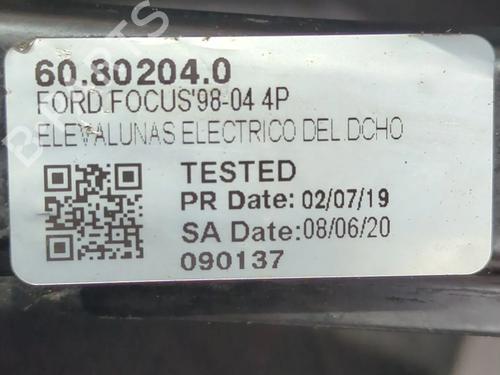 60.80204.0
FORD FOCUS'98-04 4P
ELEVALUNAS ELECTRICO DEL.DCHO
TESTED
PR Date: 02/07/19
SA Date: 08/06/20
090137